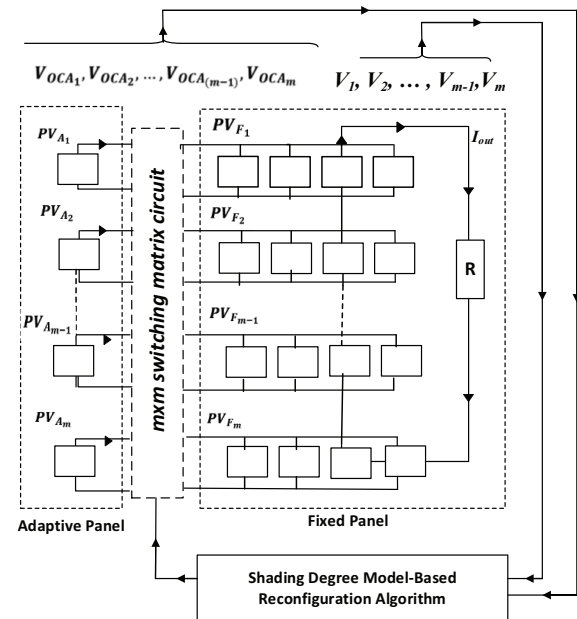 V_OCA1, V_OCA2, ..., V_OCA(m−1), V_OCAm
V1, V2, ... , Vm-1, Vm
PV_A1
PV_F1
I_out
PV_A2
PV_F2
R
mxm switching matrix circuit
PV_Am−1
PV_Fm−1
PV_Am
PV_Fm
Adaptive Panel
Fixed Panel
Shading Degree Model-Based
Reconfiguration Algorithm